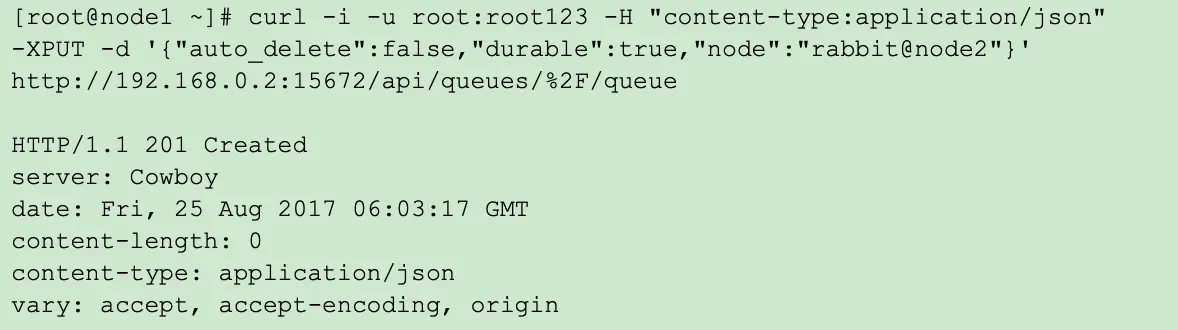 [root@node1 ~]# curl -i -u root:root123 -H "content-type:application/json"
-XPUT -d '{"auto_delete":false,"durable":true,"node":"rabbit@node2"}'
http://192.168.0.2:15672/api/queues/%2F/queue
HTTP/1.1 201 Created
server: Cowboy
date: Fri, 25 Aug 2017 06:03:17 GMT
content-length: 0
content-type: application/json
vary: accept, accept-encoding, origin